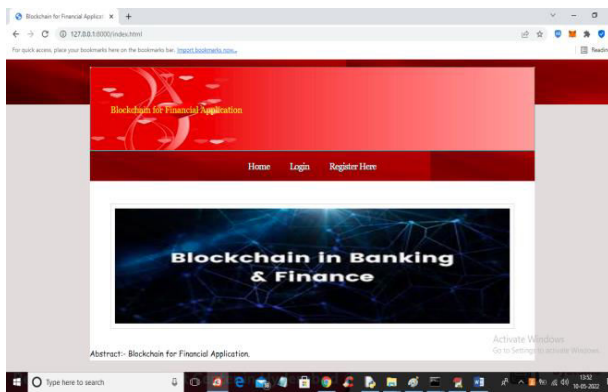 Blockchain for Financial Applicat
127.0.0.1:8000/index.html
For quick access, place your bookmarks here on the bookmarks bar. Import bookmarks now...
Readin
Blockchain for Financial Application
Home Login Register Here
Blockchain in Banking
& Finance
Abstract:- Blockchain for Financial Application.
Activate Windows
Go to Settings to activate Windows.
Type here to search
13:52
10-05-2022